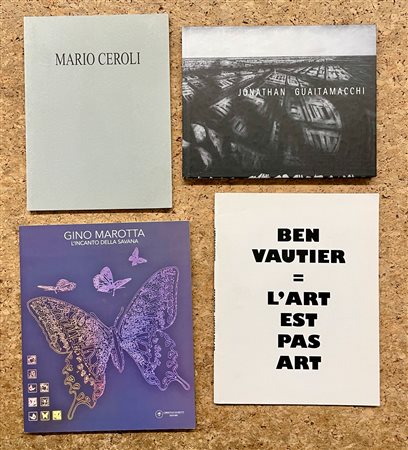 MARIO CEROLI
JONATHAN GUAITAMACCHI
GINO MAROTTA
L'INCANTO DELLA SAVANA
BEN
VAUTIER
=
L'ART
EST
PAS
ART